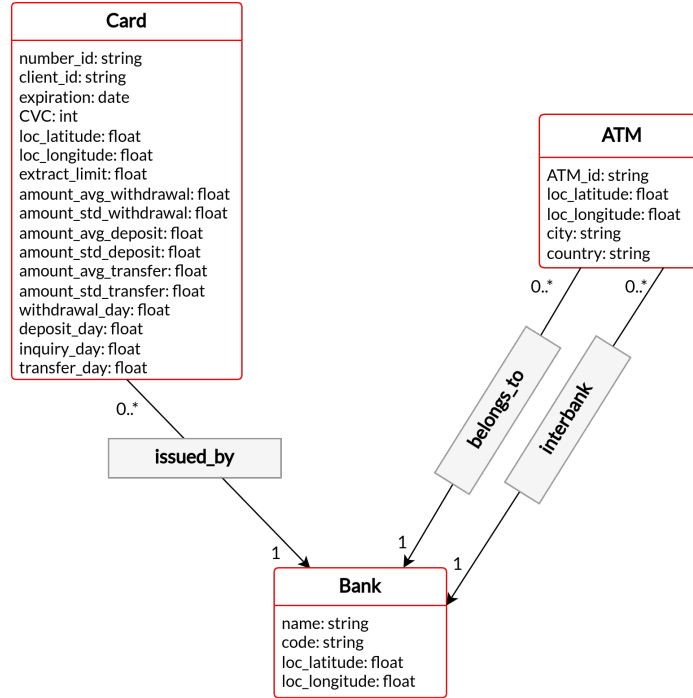 Card
number_id: string
client_id: string
expiration: date
CVC: int
loc_latitude: float
loc_longitude: float
extract_limit: float
amount_avg_withdrawal: float
amount_std_withdrawal: float
amount_avg_deposit: float
amount_std_deposit: float
amount_avg_transfer: float
amount_std_transfer: float
withdrawal_day: float
deposit_day: float
inquiry_day: float
transfer_day: float
ATM
ATM_id: string
loc_latitude: float
loc_longitude: float
city: string
country: string
0..*
issued_by
1
0..*
belongs_to
1
0..*
interbank
1
Bank
name: string
code: string
loc_latitude: float
loc_longitude: float